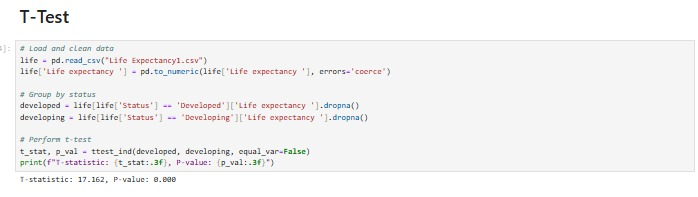 T-Test
]:
# Load and clean data
life = pd.read_csv("Life Expectancy1.csv")
life['Life expectancy '] = pd.to_numeric(life['Life expectancy '], errors='coerce')
# Group by status
developed = life[life['Status'] == 'Developed']['Life expectancy '].dropna()
developing = life[life['Status'] == 'Developing']['Life expectancy '].dropna()
# Perform t-test
t_stat, p_val = ttest_ind(developed, developing, equal_var=False)
print(f"T-statistic: {t_stat:.3f}, P-value: {p_val:.3f}")
T-statistic: 17.162, P-value: 0.000